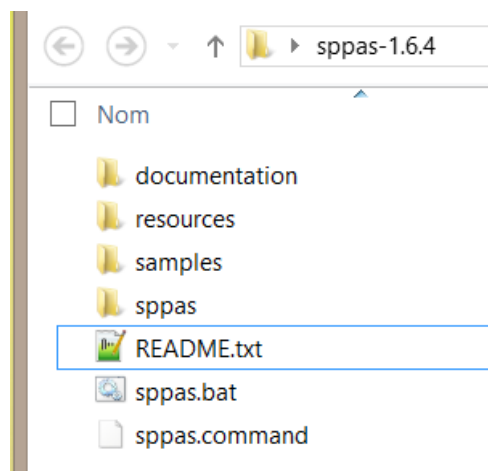 sppas-1.6.4
Nom
documentation
resources
samples
sppas
README.txt
sppas.bat
sppas.command